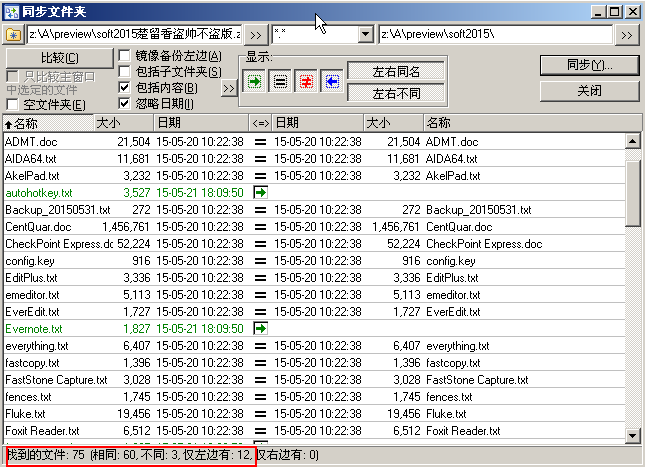 同步文件夹
z:\A\preview\soft2015楚留香盗帅不盗版.z >> *.* z:\A\preview\soft2015\ >>
比较(C) 镜像备份左边(A) 显示: 同步(Y)...
只比较主窗口中选定的文件 包括子文件夹(S) 左右同名
包括内容(B) >> 左右不同 关闭
空文件夹(E) 忽略日期(I)
名称 大小 日期 <=> 日期 大小 名称
ADMT.doc 21,504 15-05-20 10:22:38 = 15-05-20 10:22:38 21,504 ADMT.doc
AIDA64.txt 11,681 15-05-20 10:22:38 = 15-05-20 10:22:38 11,681 AIDA64.txt
AkelPad.txt 3,232 15-05-20 10:22:38 = 15-05-20 10:22:38 3,232 AkelPad.txt
autohotkey.txt 3,527 15-05-21 18:09:50
Backup_20150531.txt 272 15-05-20 10:22:38 = 15-05-20 10:22:38 272 Backup_20150531.txt
CentQuar.doc 1,456,761 15-05-20 10:22:38 = 15-05-20 10:22:38 1,456,761 CentQuar.doc
CheckPoint Express.dc 52,224 15-05-20 10:22:38 = 15-05-20 10:22:38 52,224 CheckPoint Express.doc
config.key 916 15-05-20 10:22:38 = 15-05-20 10:22:38 916 config.key
EditPlus.txt 3,336 15-05-20 10:22:38 = 15-05-20 10:22:38 3,336 EditPlus.txt
emeditor.txt 5,113 15-05-20 10:22:38 = 15-05-20 10:22:38 5,113 emeditor.txt
EverEdit.txt 1,727 15-05-20 10:22:38 = 15-05-20 10:22:38 1,727 EverEdit.txt
Evernote.txt 1,827 15-05-21 18:09:50
everything.txt 6,407 15-05-20 10:22:38 = 15-05-20 10:22:38 6,407 everything.txt
fastcopy.txt 1,396 15-05-20 10:22:38 = 15-05-20 10:22:38 1,396 fastcopy.txt
FastStone Capture.txt 3,028 15-05-20 10:22:38 = 15-05-20 10:22:38 3,028 FastStone Capture.txt
fences.txt 1,745 15-05-20 10:22:38 = 15-05-20 10:22:38 1,745 fences.txt
Fluke.txt 19,456 15-05-20 10:22:38 = 15-05-20 10:22:38 19,456 Fluke.txt
Foxit Reader.txt 6,512 15-05-20 10:22:38 = 15-05-20 10:22:38 6,512 Foxit Reader.txt
找到的文件: 75 (相同: 60, 不同: 3, 仅左边有: 12, 仅右边有: 0)